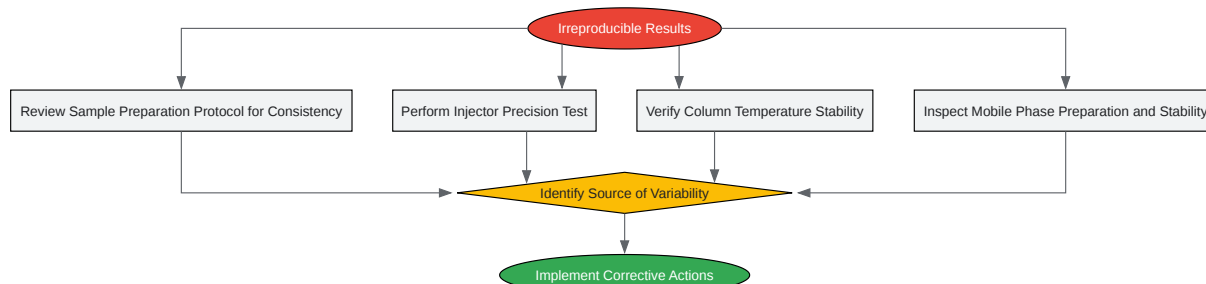 Irreproducible Results
Review Sample Preparation Protocol for Consistency
Perform Injector Precision Test
Verify Column Temperature Stability
Inspect Mobile Phase Preparation and Stability
Identify Source of Variability
Implement Corrective Actions